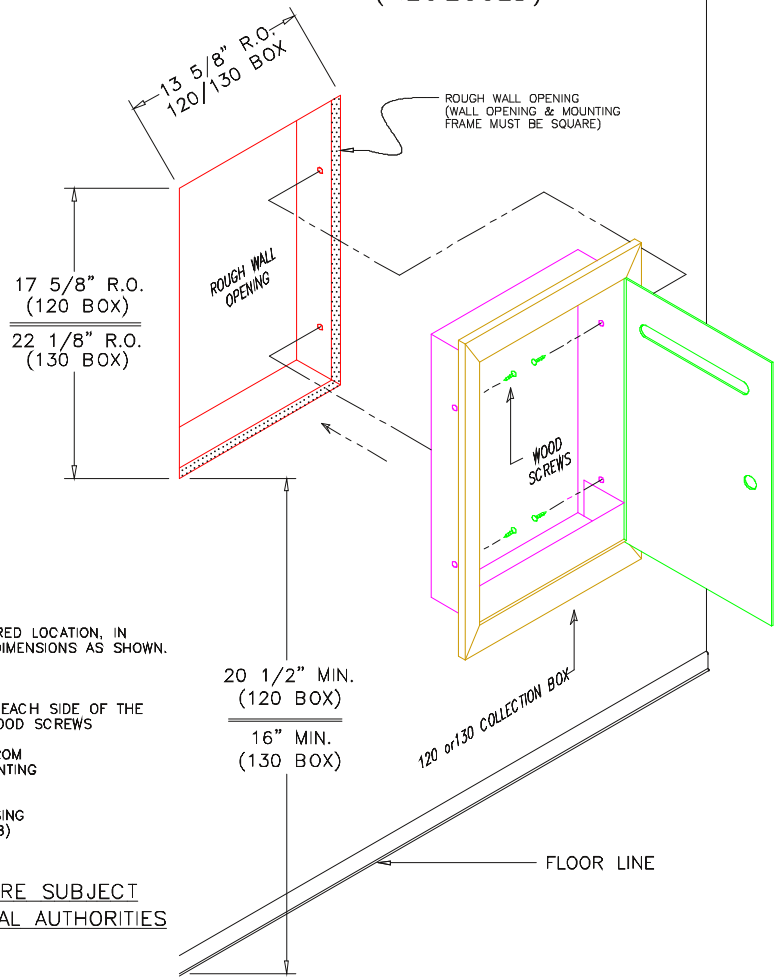 13 5/8" R.O.
120/130 BOX
ROUGH WALL OPENING
(WALL OPENING & MOUNTING
FRAME MUST BE SQUARE)
17 5/8" R.O.
(120 BOX)
22 1/8" R.O.
(130 BOX)
ROUGH WALL
OPENING
WOOD
SCREWS
RED LOCATION, IN
DIMENSIONS AS SHOWN.
EACH SIDE OF THE
OOD SCREWS
OM
NTING
SING
B)
20 1/2" MIN.
(120 BOX)
16" MIN.
(130 BOX)
120 or130 COLLECTION BOX
FLOOR LINE
RE SUBJECT
AL AUTHORITIES